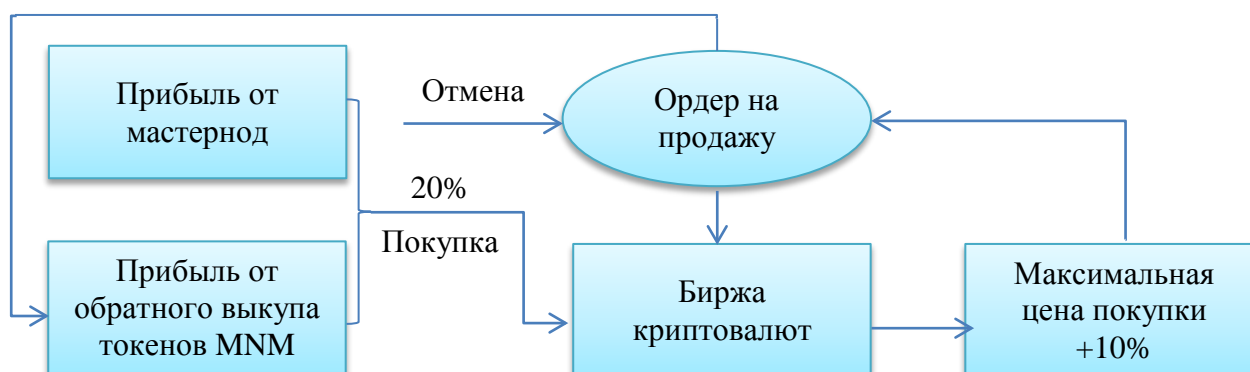 Прибыль от
мастернод
Отмена
Ордер на
продажу
20%
Покупка
Прибыль от
обратного выкупа
токенов MNM
Биржа
криптовалют
Максимальная
цена покупки
+10%